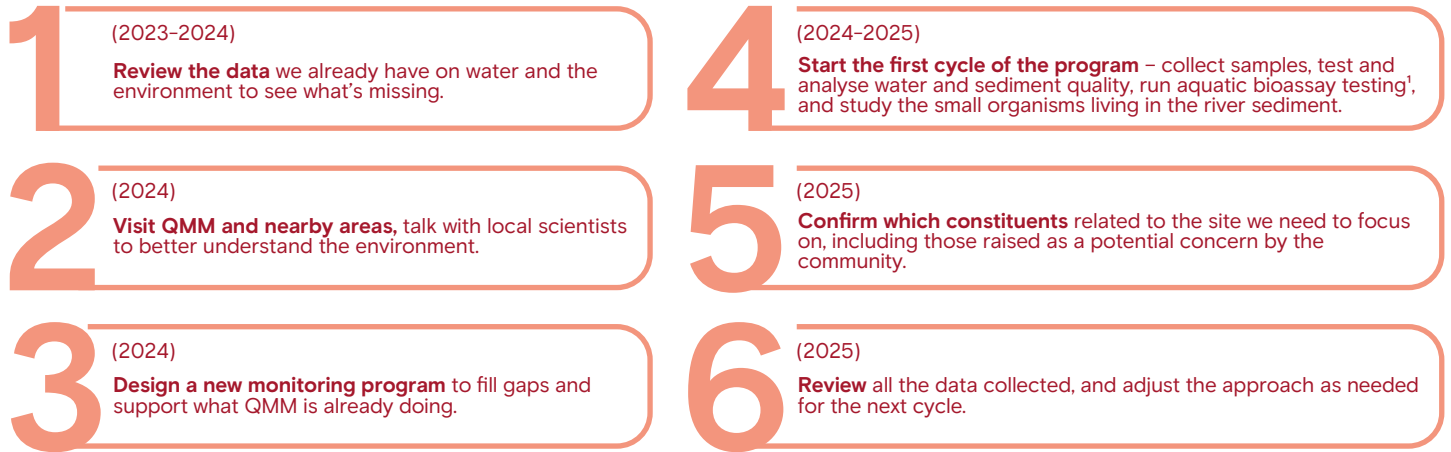 1
(2023–2024)
Review the data we already have on water and the
environment to see what's missing.
2
(2024)
Visit QMM and nearby areas, talk with local scientists
to better understand the environment.
3
(2024)
Design a new monitoring program to fill gaps and
support what QMM is already doing.
4
(2024–2025)
Start the first cycle of the program – collect samples, test and
analyse water and sediment quality, run aquatic bioassay testing¹,
and study the small organisms living in the river sediment.
5
(2025)
Confirm which constituents related to the site we need to focus
on, including those raised as a potential concern by the
community.
6
(2025)
Review all the data collected, and adjust the approach as needed
for the next cycle.